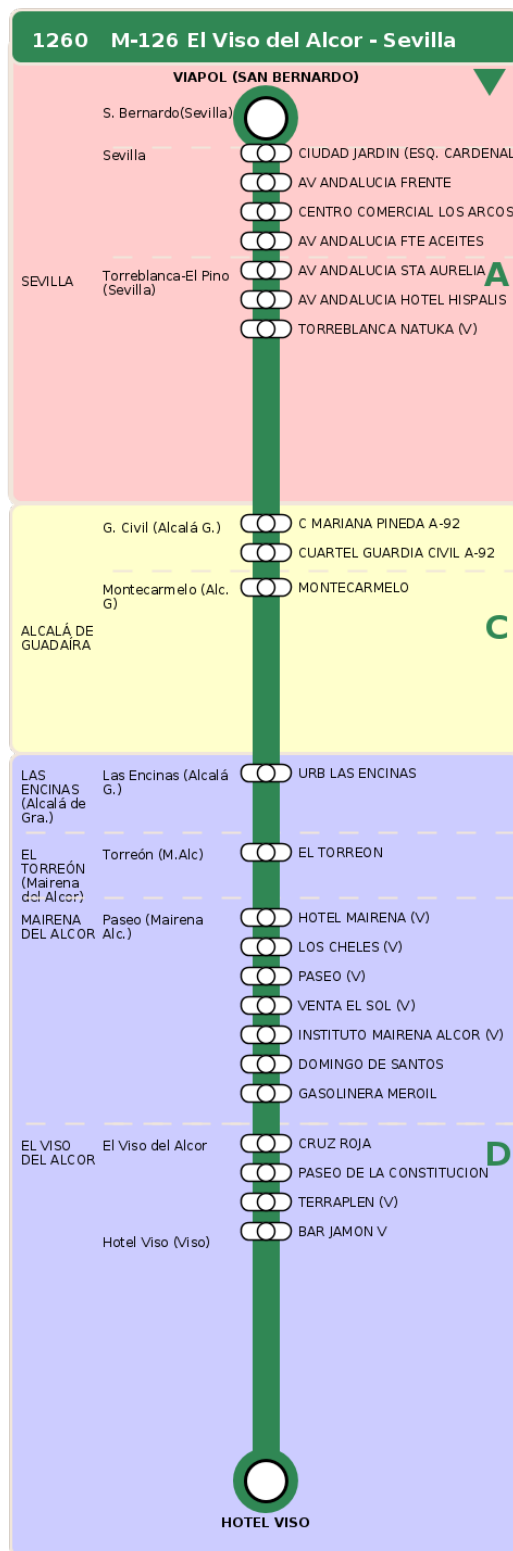 1260 M-126 El Viso del Alcor - Sevilla
VIAPOL (SAN BERNARDO)
S. Bernardo(Sevilla)
Sevilla
CIUDAD JARDIN (ESQ. CARDENAL
AV ANDALUCIA FRENTE
CENTRO COMERCIAL LOS ARCOS
AV ANDALUCIA FTE ACEITES
SEVILLA
Torreblanca-El Pino
(Sevilla)
AV ANDALUCIA STA AURELIA
A
AV ANDALUCIA HOTEL HISPALIS
TORREBLANCA NATUKA (V)
G. Civil (Alcalá G.)
C MARIANA PINEDA A-92
CUARTEL GUARDIA CIVIL A-92
Montecarmelo (Alc.
G)
MONTECARMELO
ALCALÁ DE
GUADAÍRA
C
LAS
ENCINAS
(Alcalá de
Gra.)
Las Encinas (Alcalá
G.)
URB LAS ENCINAS
EL
TORREÓN
(Mairena
del Alcor)
Torreón (M.Alc)
EL TORREON
MAIRENA
DEL ALCOR
Paseo (Mairena
Alc.)
HOTEL MAIRENA (V)
LOS CHELES (V)
PASEO (V)
VENTA EL SOL (V)
INSTITUTO MAIRENA ALCOR (V)
DOMINGO DE SANTOS
GASOLINERA MEROIL
EL VISO
DEL ALCOR
El Viso del Alcor
CRUZ ROJA
D
PASEO DE LA CONSTITUCION
TERRAPLEN (V)
BAR JAMON V
Hotel Viso (Viso)
HOTEL VISO